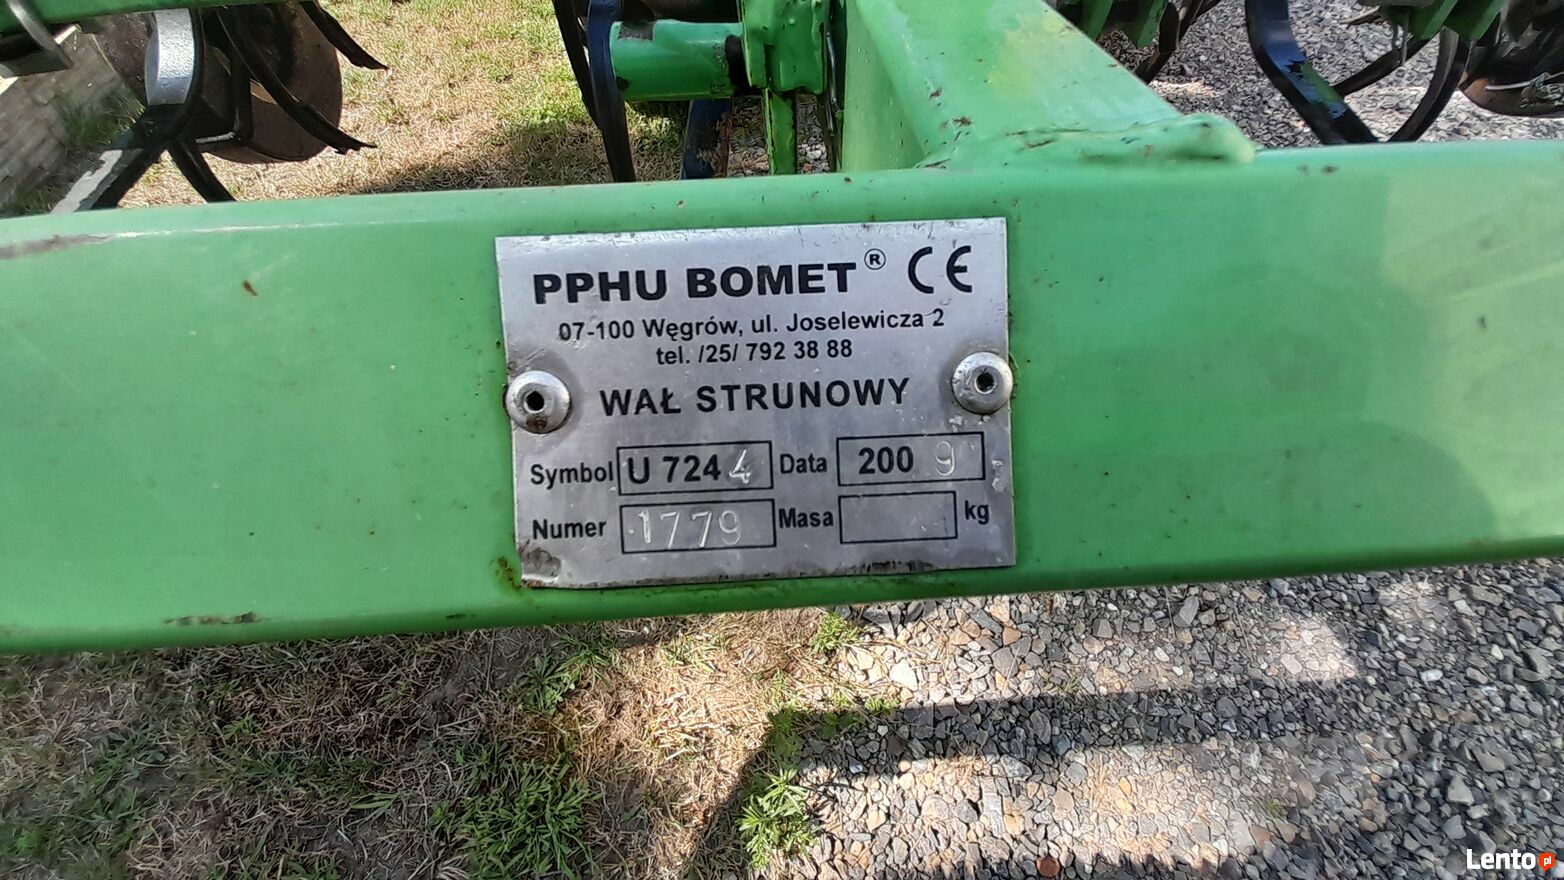 PPHU BOMET® CE
07-100 Węgrów, ul. Joselewicza 2
tel. /25/ 792 38 88
WAŁ STRUNOWY
Symbol U 7244 Data 2009
Numer 1779 Masa kg
Lento.pl